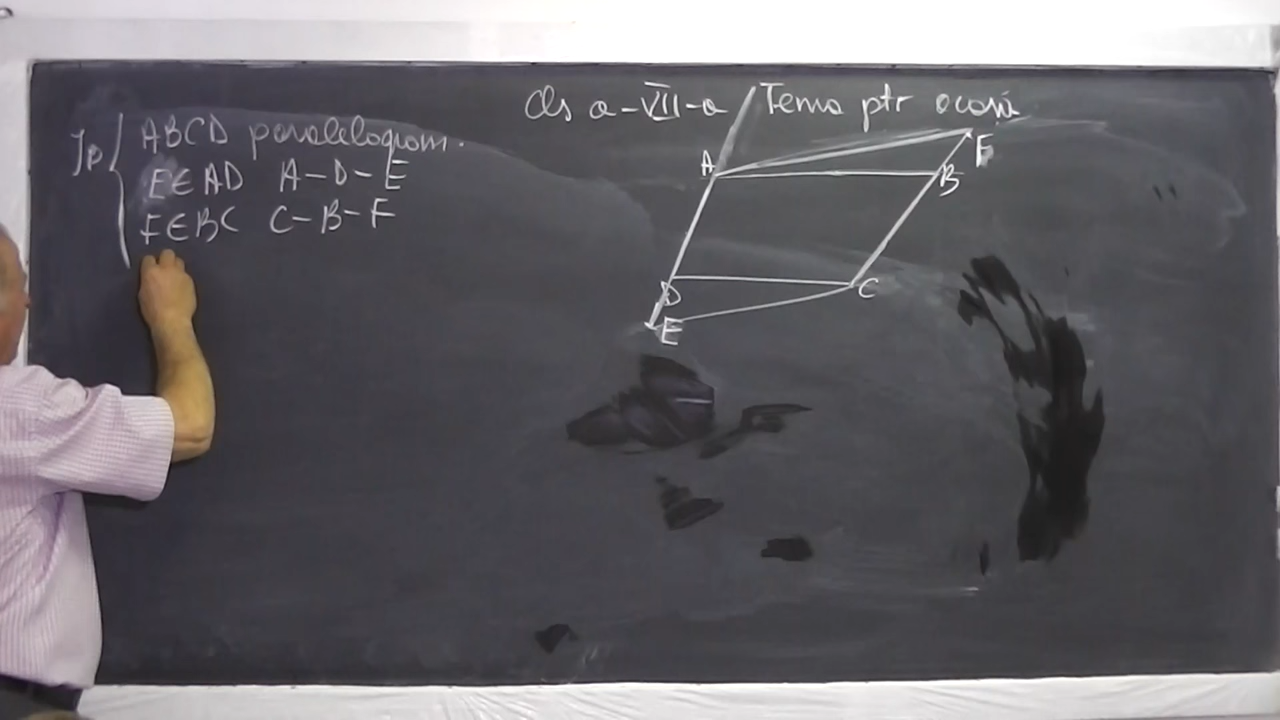 Cls a-VII-a Tema ptr acasă
Ip ABCD paralelogram.
E∈AD A-D-E
F∈BC C-B-F
A
F
B
D
C
E